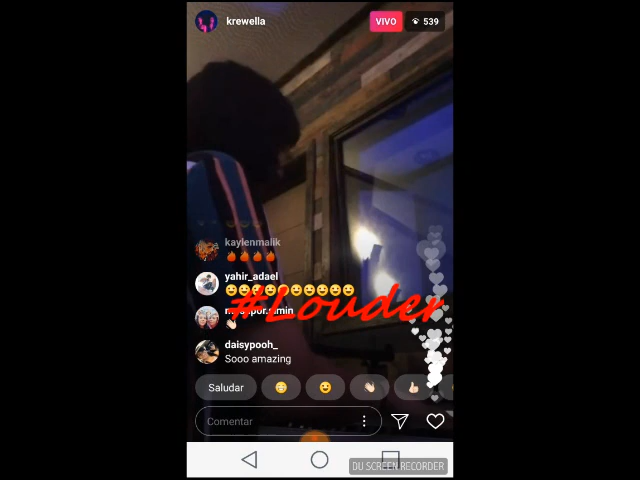 krewella
VIVO 539
kaylenmalik
yahir_adael
#Louder
daisypooh_
Sooo amazing
Saludar
Comentar
DU SCREEN RECORDER